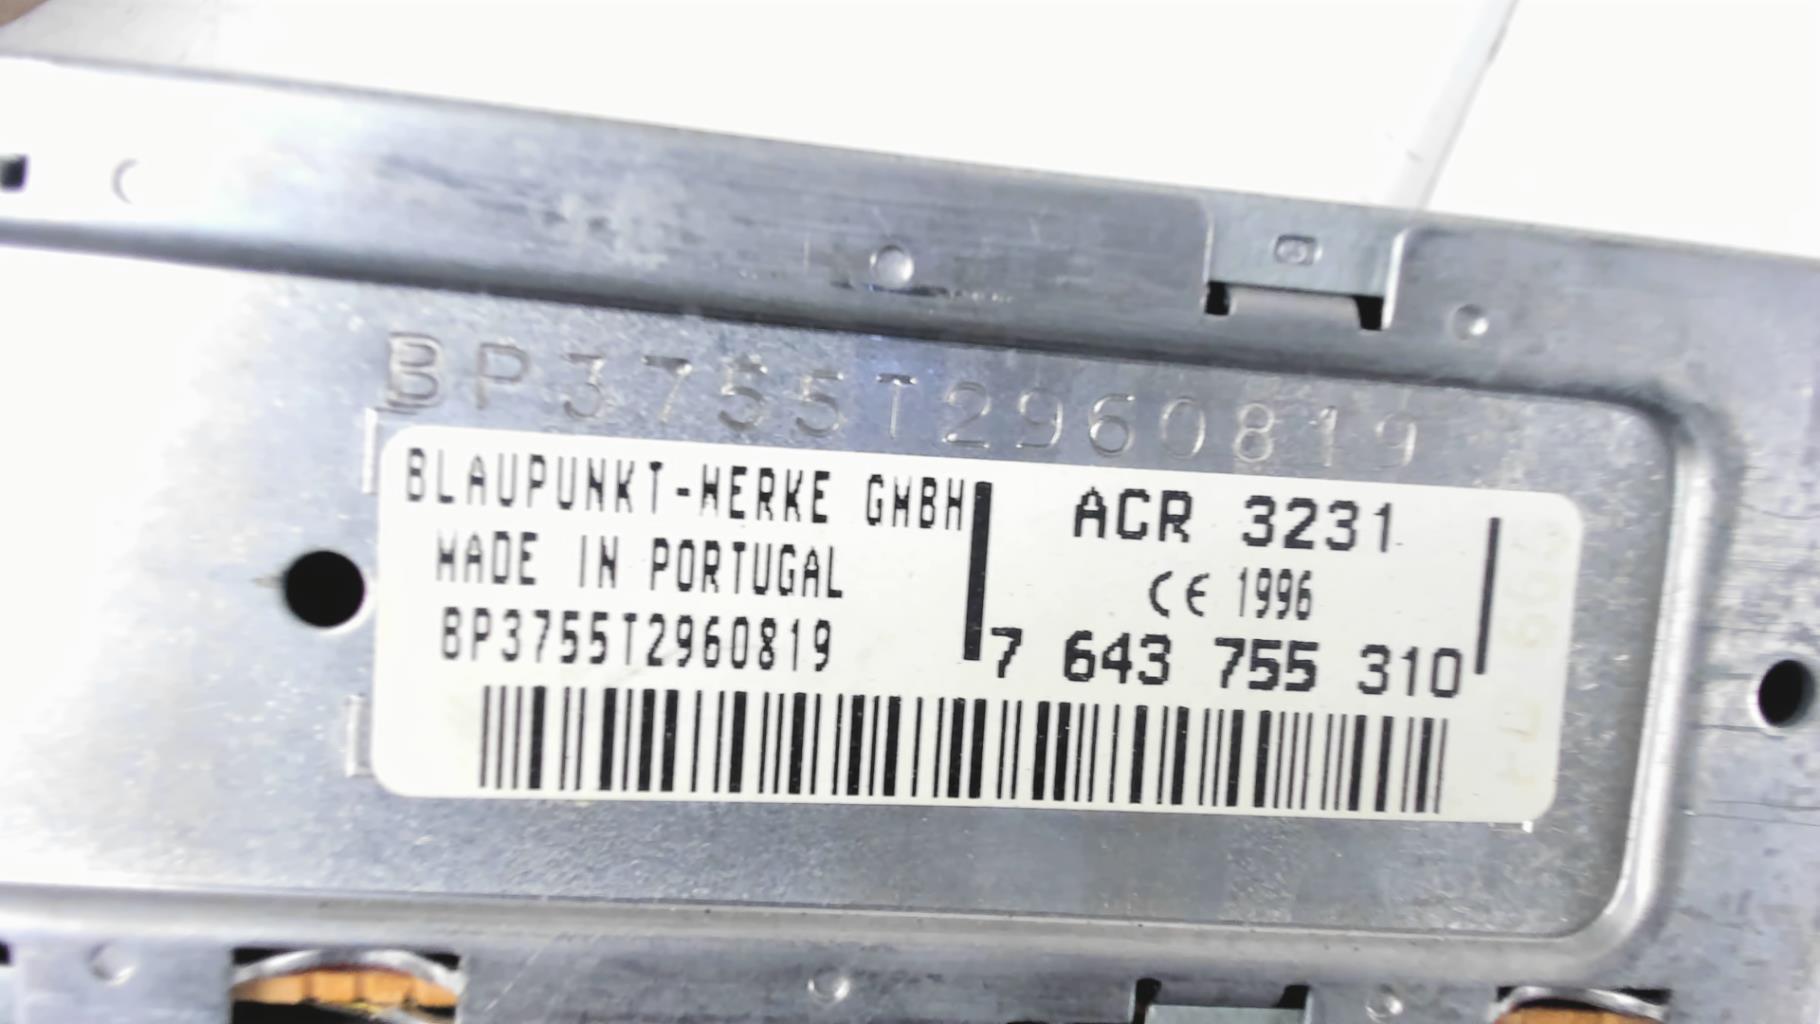 BP3755T2960819
BLAUPUNKT-WERKE GMBH
MADE IN PORTUGAL
BP3755T2960819
ACR 3231
CE 1996
7 643 755 310